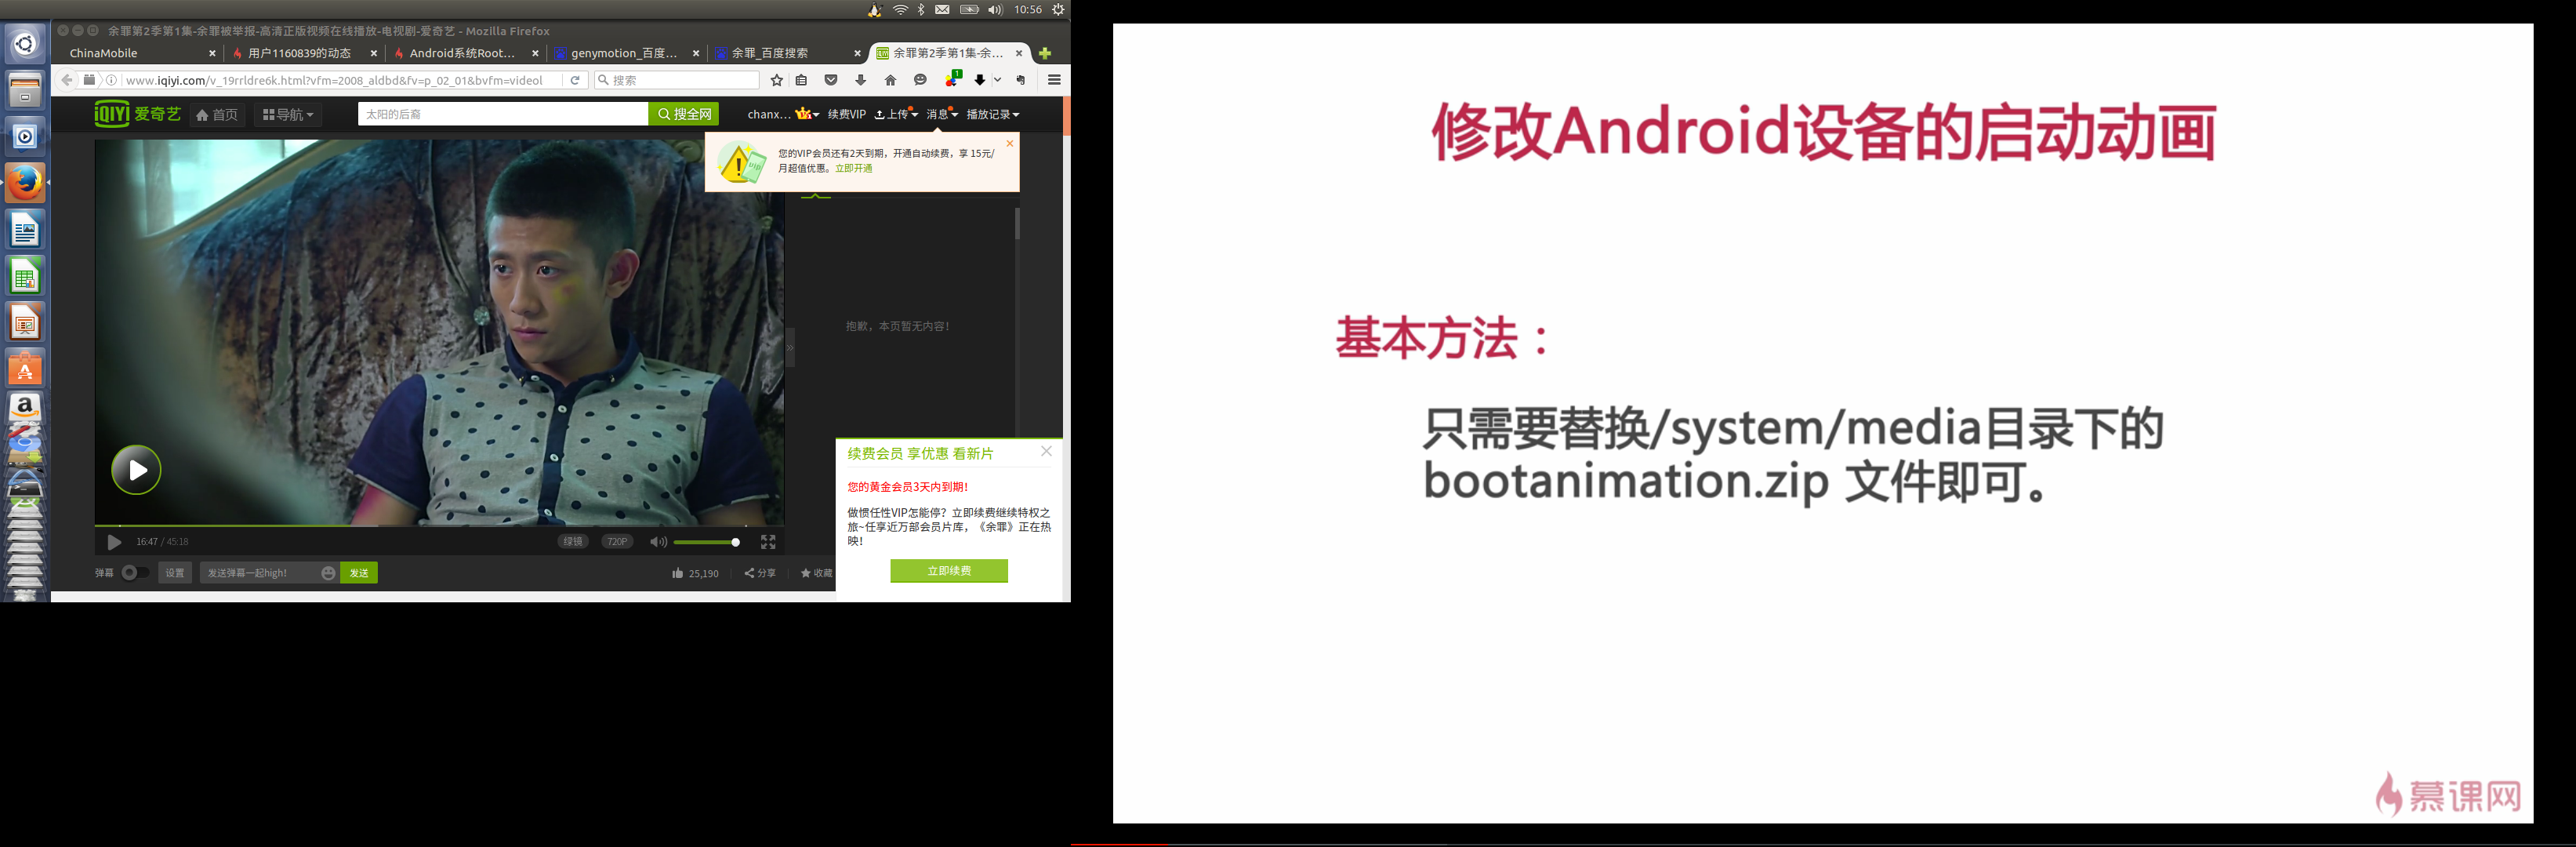 10:56
余罪第2季第1集-余罪被举报-高清正版视频在线播放-电视剧-爱奇艺 - Mozilla Firefox
ChinaMobile
用户1160839的动态
Android系统Root...
genymotion_百度...
余罪_百度搜索
余罪第2季第1集-余...
www.iqiyi.com/v_19rrldre6k.html?vfm=2008_aldbd&fv=p_02_01&bvfm=videol
搜索
1
iQIYI 爱奇艺
首页
导航
太阳的后裔
搜全网
chanx...
续费VIP
上传
消息
播放记录
您的VIP会员还有2天到期，开通自动续费，享 15元/
月超值优惠。立即开通
抱歉，本页暂无内容！
续费会员 享优惠 看新片
您的黄金会员3天内到期！
做惯任性VIP怎能停？立即续费继续特权之
旅~任享近万部会员片库，《余罪》正在热
映！
立即续费
16:47 / 45:18
绿镜
720P
弹幕
设置
发送弹幕一起high!
发送
25,190
分享
收藏
修改Android设备的启动动画
基本方法：
只需要替换/system/media目录下的
bootanimation.zip 文件即可。
慕课网